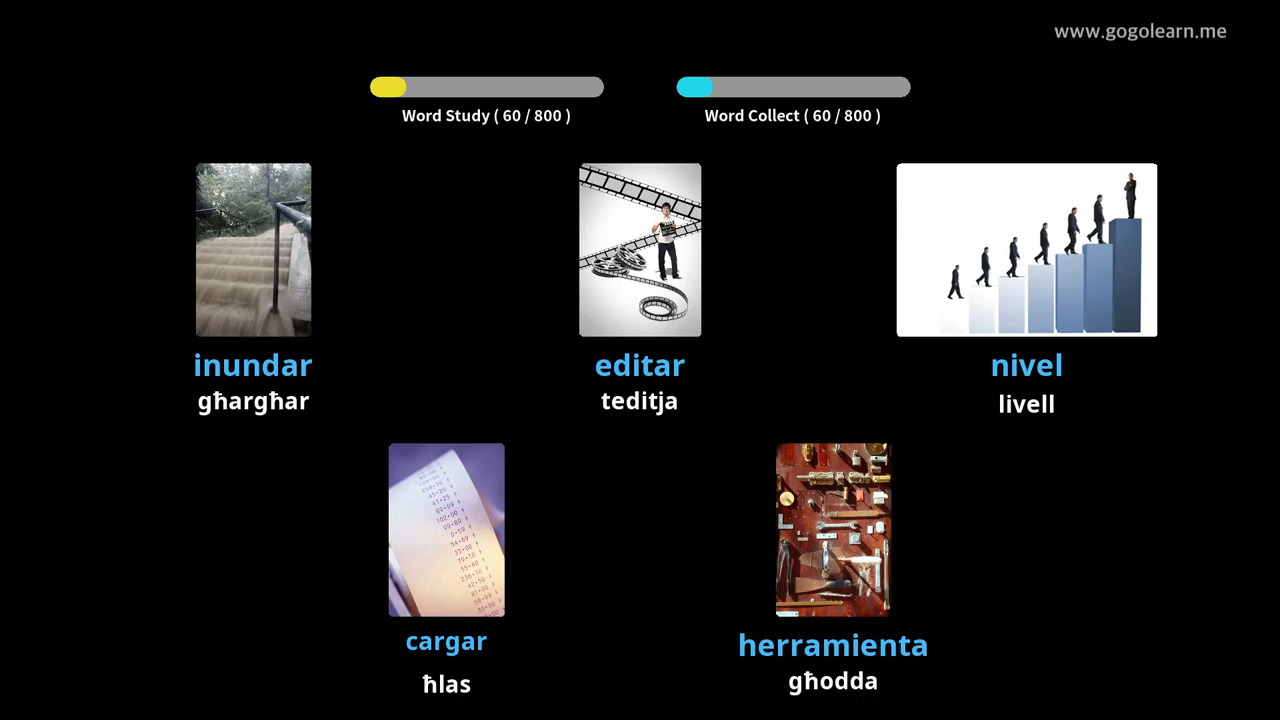 www.gogolearn.me
Word Study ( 60 / 800 )
Word Collect ( 60 / 800 )
inundar
għargħar
editar
teditja
nivel
livell
cargar
ħlas
herramienta
għodda